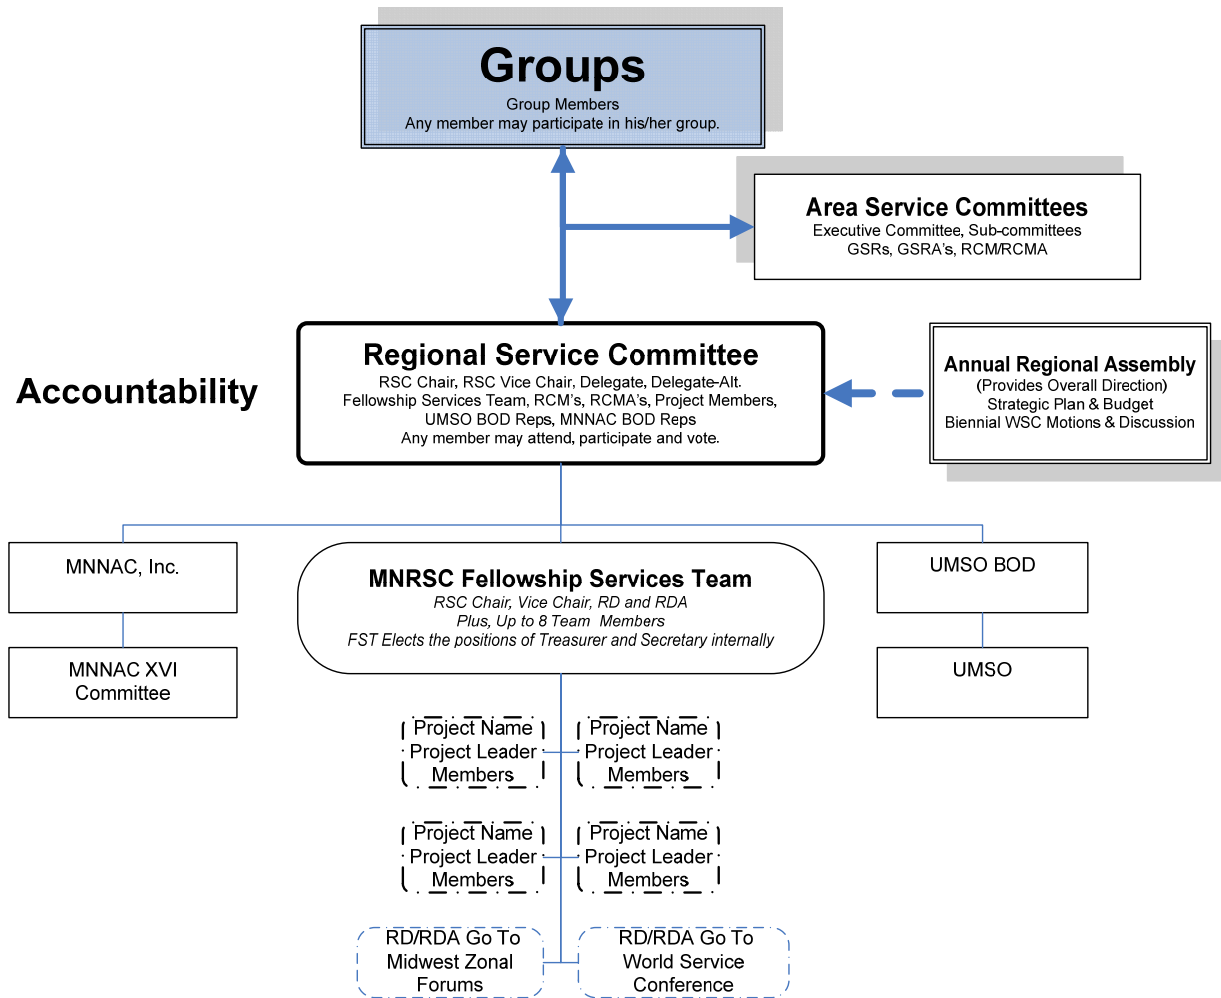 Groups
Group Members
Any member may participate in his/her group.
Area Service Committees
Executive Committee, Sub-committees
GSRs, GSRA's, RCM/RCMA
Accountability
Regional Service Committee
RSC Chair, RSC Vice Chair, Delegate, Delegate-Alt.
Fellowship Services Team, RCM's, RCMA's, Project Members,
UMSO BOD Reps, MNNAC BOD Reps
Any member may attend, participate and vote.
Annual Regional Assembly
(Provides Overall Direction)
Strategic Plan & Budget
Biennial WSC Motions & Discussion
MNNAC, Inc.
MNNAC XVI
Committee
MNRSC Fellowship Services Team
RSC Chair, Vice Chair, RD and RDA
Plus, Up to 8 Team Members
FST Elects the positions of Treasurer and Secretary internally
UMSO BOD
UMSO
Project Name
Project Leader
Members
Project Name
Project Leader
Members
Project Name
Project Leader
Members
Project Name
Project Leader
Members
RD/RDA Go To
Midwest Zonal
Forums
RD/RDA Go To
World Service
Conference